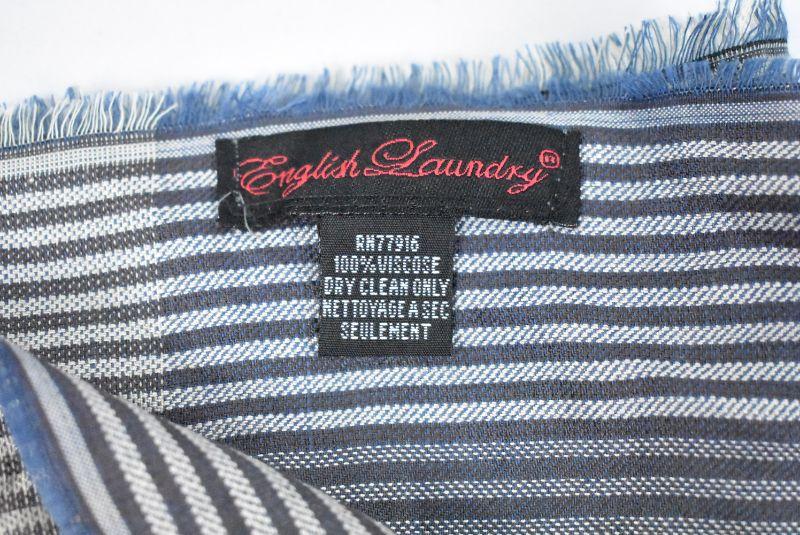 English Laundry ®
RN77916
100%VISCOSE
DRY CLEAN ONLY
NETTOYAGE A SEC
SEULEMENT